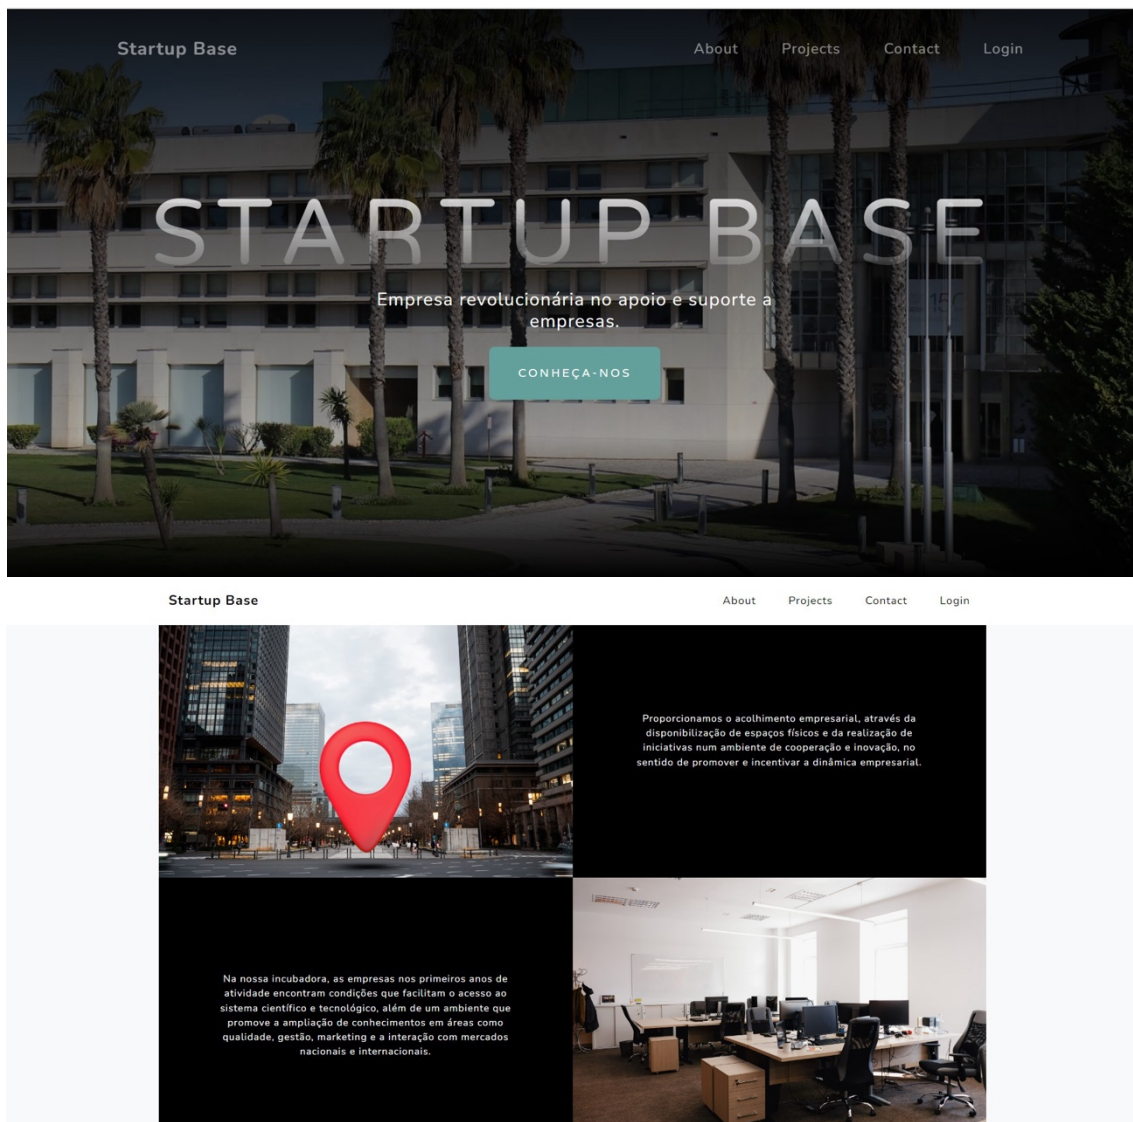 Startup Base
About Projects Contact Login
STARTUP BASE
Empresa revolucionária no apoio e suporte a
empresas.
CONHEÇA-NOS
Startup Base
About Projects Contact Login
Proporcionamos o acolhimento empresarial, através da
disponibilização de espaços físicos e da realização de
iniciativas num ambiente de cooperação e inovação, no
sentido de promover e incentivar a dinâmica empresarial.
Na nossa incubadora, as empresas nos primeiros anos de
atividade encontram condições que facilitam o acesso ao
sistema científico e tecnológico, além de um ambiente que
promove a ampliação de conhecimentos em áreas como
qualidade, gestão, marketing e a interação com mercados
nacionais e internacionais.